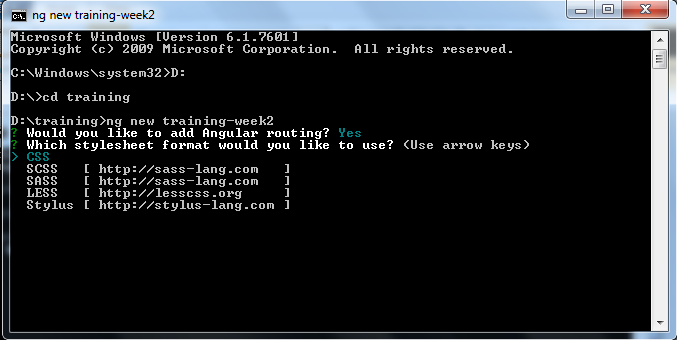 ng new training-week2
Microsoft Windows [Version 6.1.7601]
Copyright (c) 2009 Microsoft Corporation.  All rights reserved.
C:\Windows\system32>D:
D:\>cd training
D:\training>ng new training-week2
? Would you like to add Angular routing? Yes
? Which stylesheet format would you like to use? (Use arrow keys)
> CSS
  SCSS   [ http://sass-lang.com   ]
  SASS   [ http://sass-lang.com   ]
  LESS   [ http://lesscss.org     ]
  Stylus [ http://stylus-lang.com ]